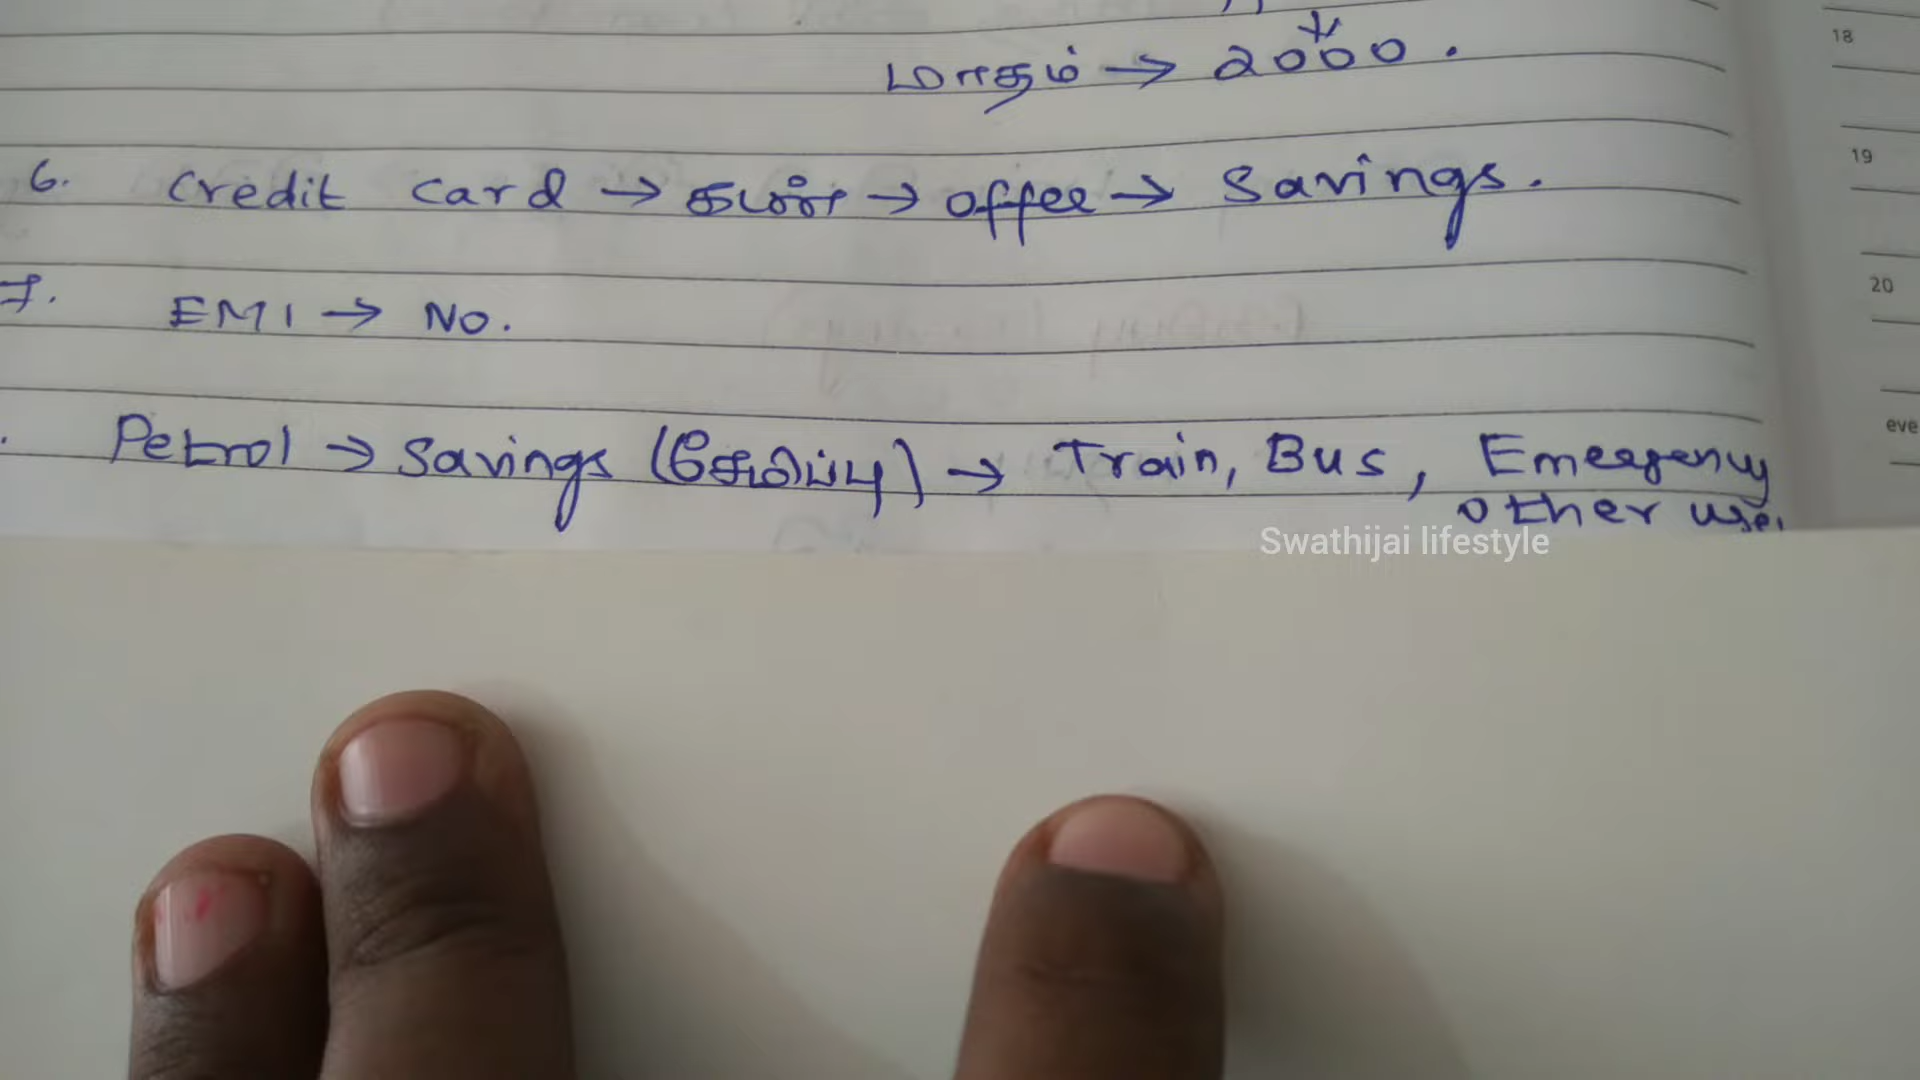 மாதம் → 2000.
6. Credit card → கடன் → offer → Savings.
7. EMI → No.
. Petrol → Savings (சேமிப்பு) → Train, Bus, Emergency
other use.
Swathijai lifestyle
18
19
20
eve